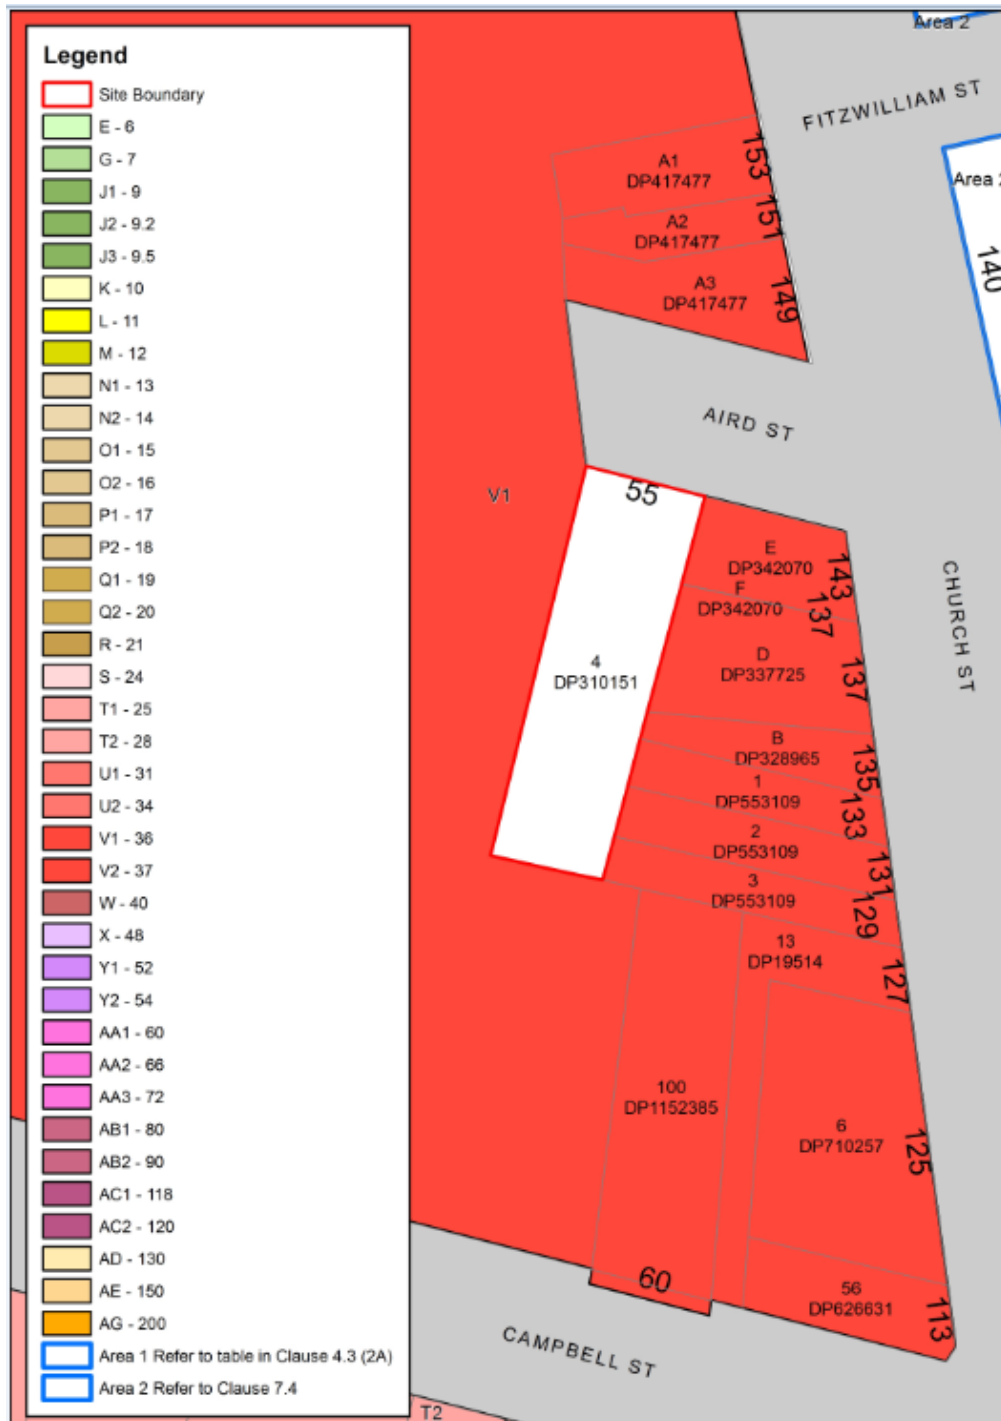 Legend
Site Boundary
E - 6
G - 7
J1 - 9
J2 - 9.2
J3 - 9.5
K - 10
L - 11
M - 12
N1 - 13
N2 - 14
O1 - 15
O2 - 16
P1 - 17
P2 - 18
Q1 - 19
Q2 - 20
R - 21
S - 24
T1 - 25
T2 - 28
U1 - 31
U2 - 34
V1 - 36
V2 - 37
W - 40
X - 48
Y1 - 52
Y2 - 54
AA1 - 60
AA2 - 66
AA3 - 72
AB1 - 80
AB2 - 90
AC1 - 118
AC2 - 120
AD - 130
AE - 150
AG - 200
Area 1 Refer to table in Clause 4.3 (2A)
Area 2 Refer to Clause 7.4
Area 2
FITZWILLIAM ST
Area 2
140
A1
DP417477
153
A2
DP417477
151
A3
DP417477
149
AIRD ST
CHURCH ST
V1
55
4
DP310151
E
DP342070
143
F
DP342070
137
D
DP337725
137
B
DP328965
135
1
DP553109
133
2
DP553109
131
3
DP553109
129
13
DP19514
127
100
DP1152385
6
DP710257
125
60
56
DP626631
113
CAMPBELL ST
T2